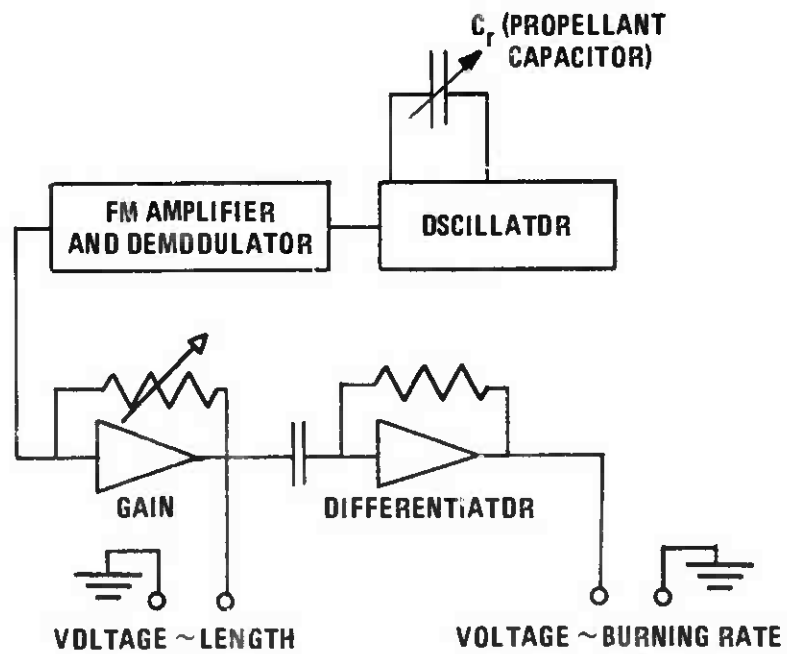 Cr (PROPELLANT
CAPACITOR)
FM AMPLIFIER
AND DEMODULATOR
OSCILLATOR
GAIN
DIFFERENTIATOR
VOLTAGE ~ LENGTH
VOLTAGE ~ BURNING RATE